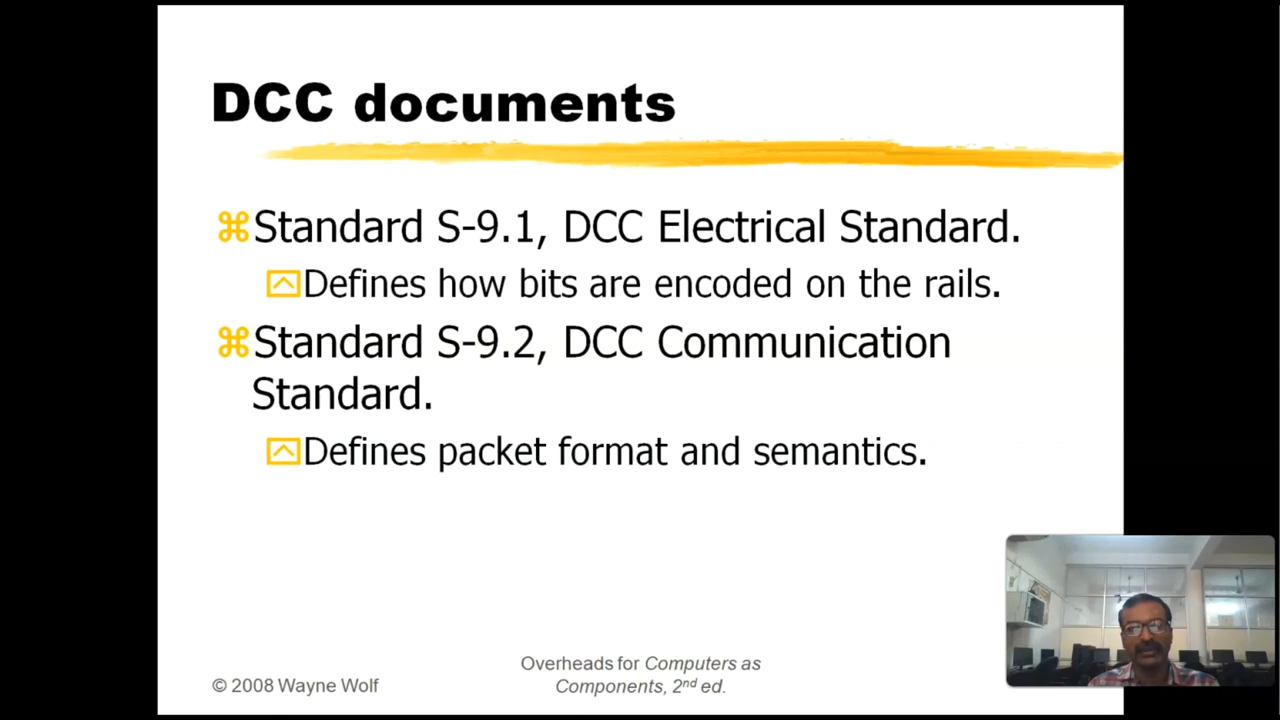 DCC documents
⌘Standard S-9.1, DCC Electrical Standard.
Defines how bits are encoded on the rails.
⌘Standard S-9.2, DCC Communication
Standard.
Defines packet format and semantics.
Overheads for Computers as
Components, 2nd ed.
© 2008 Wayne Wolf